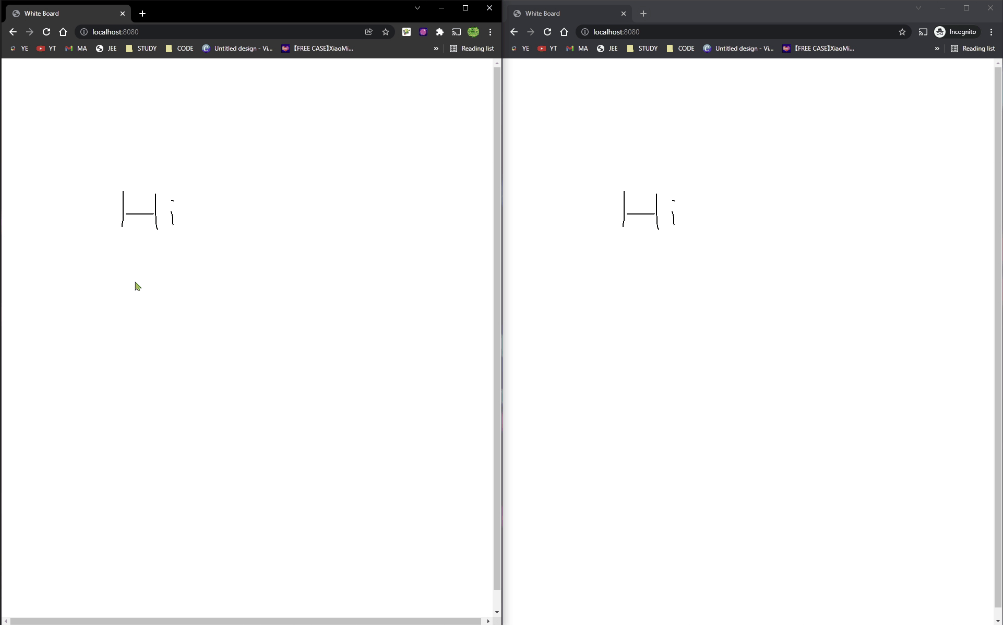 White Board
localhost:8080
YE YT MA JEE STUDY CODE Untitled design - Vi... [FREE CASE]XiaoMi... » Reading list
Hi
White Board
localhost:8080 Incognito
YE YT MA JEE STUDY CODE Untitled design - Vi... [FREE CASE]XiaoMi... » Reading list
Hi